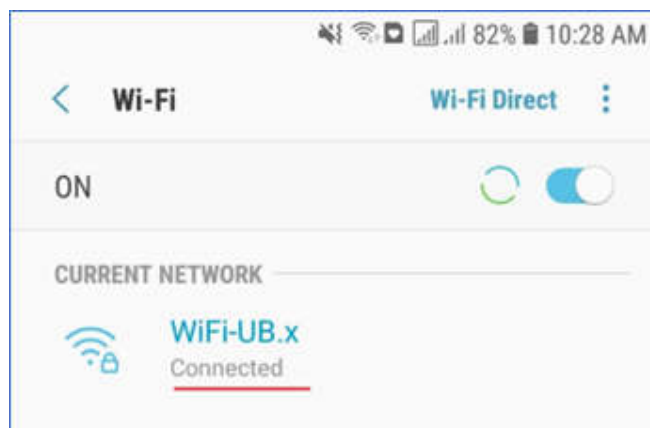 82% 10:28 AM
Wi-Fi Wi-Fi Direct
ON
CURRENT NETWORK
WiFi-UB.x
Connected